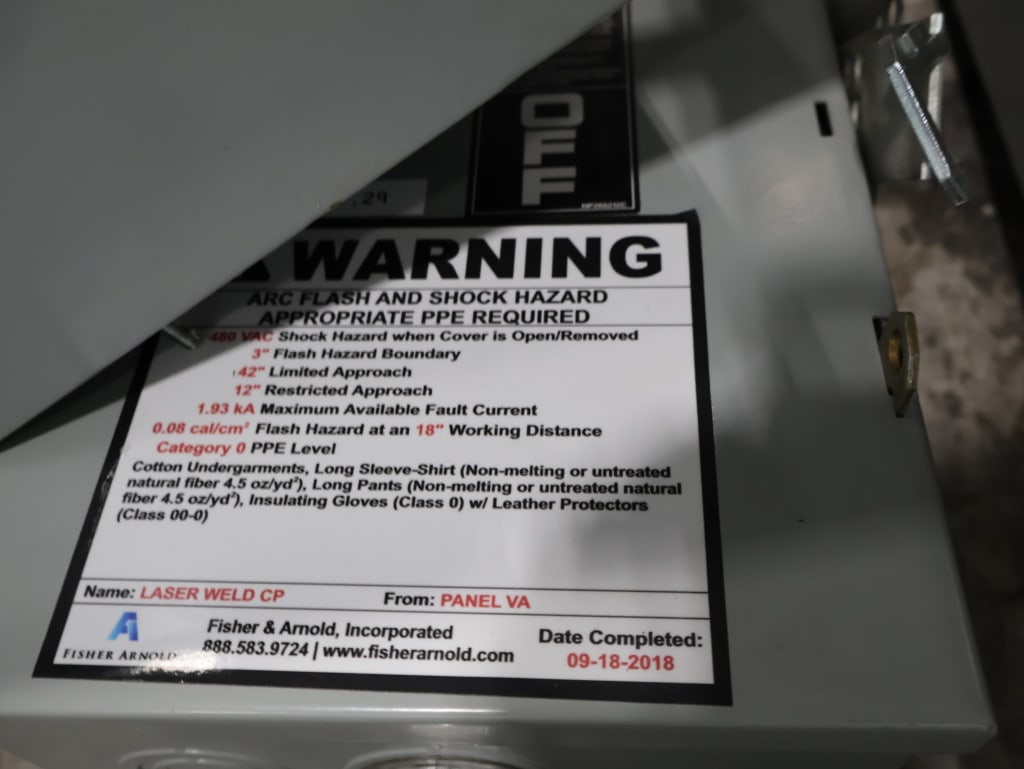 OFF
NP266212C
.29
WARNING
ARC FLASH AND SHOCK HAZARD
APPROPRIATE PPE REQUIRED
480 VAC Shock Hazard when Cover is Open/Removed
3" Flash Hazard Boundary
42" Limited Approach
12" Restricted Approach
1.93 kA Maximum Available Fault Current
0.08 cal/cm² Flash Hazard at an 18" Working Distance
Category 0 PPE Level
Cotton Undergarments, Long Sleeve-Shirt (Non-melting or untreated
natural fiber 4.5 oz/yd²), Long Pants (Non-melting or untreated natural
fiber 4.5 oz/yd²), Insulating Gloves (Class 0) w/ Leather Protectors
(Class 00-0)
Name: LASER WELD CP From: PANEL VA
FISHER ARNOLD
Fisher & Arnold, Incorporated
888.583.9724 | www.fisherarnold.com
Date Completed:
09-18-2018